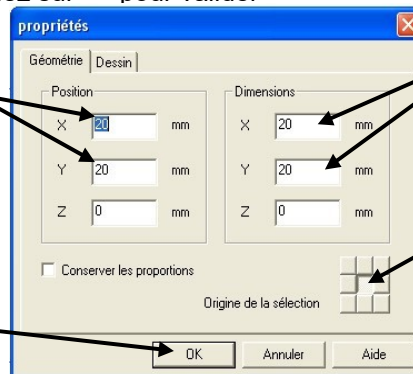 propriétés
Géométrie Dessin
Position Dimensions
X 20 mm X 20 mm
Y 20 mm Y 20 mm
Z 0 mm Z 0 mm
Conserver les proportions
Origine de la sélection
OK Annuler Aide